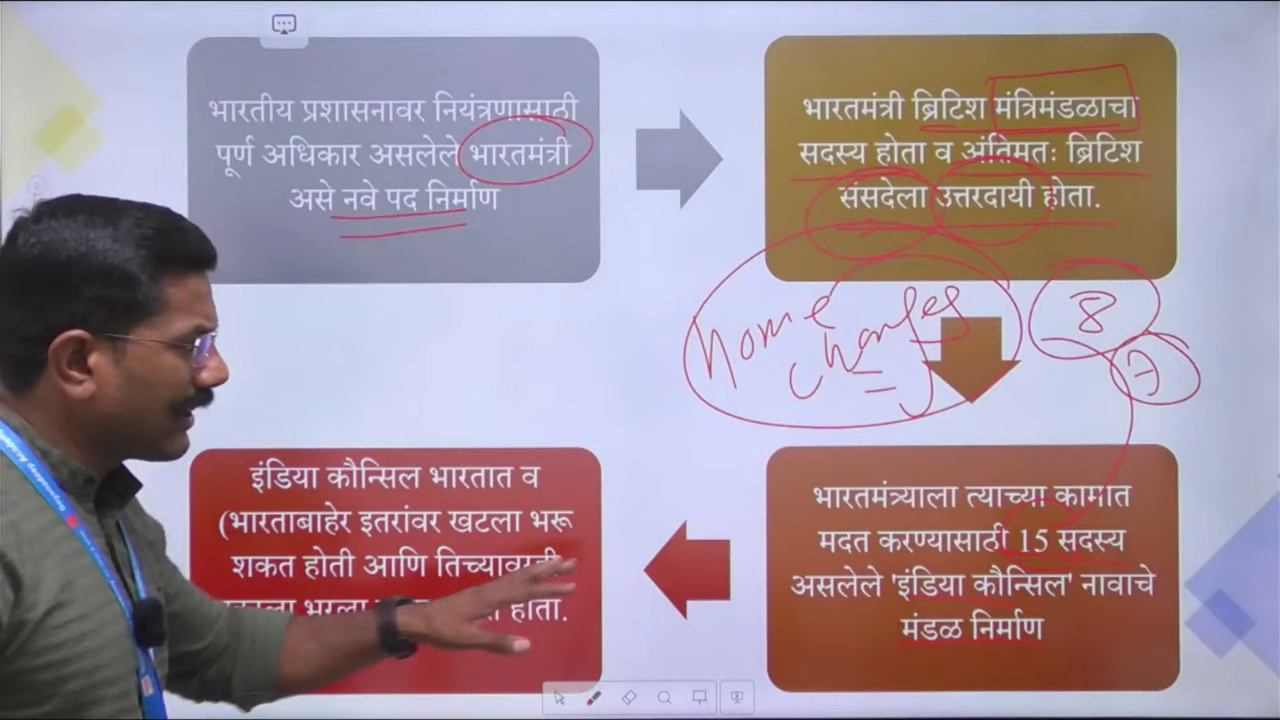 भारतीय प्रशासनावर नियंत्रणासाठी
पूर्ण अधिकार असलेले भारतमंत्री
असे नवे पद निर्माण
भारतमंत्री ब्रिटिश मंत्रिमंडळाचा
सदस्य होता व अंतिमतः ब्रिटिश
संसदेला उत्तरदायी होता.
home
charges
8
7
भारतमंत्र्याला त्याच्या कामात
मदत करण्यासाठी 15 सदस्य
असलेले 'इंडिया कौन्सिल' नावाचे
मंडळ निर्माण
इंडिया कौन्सिल भारतात व
(भारताबाहेर इतरांवर खटला भरू
शकत होती आणि
होता.